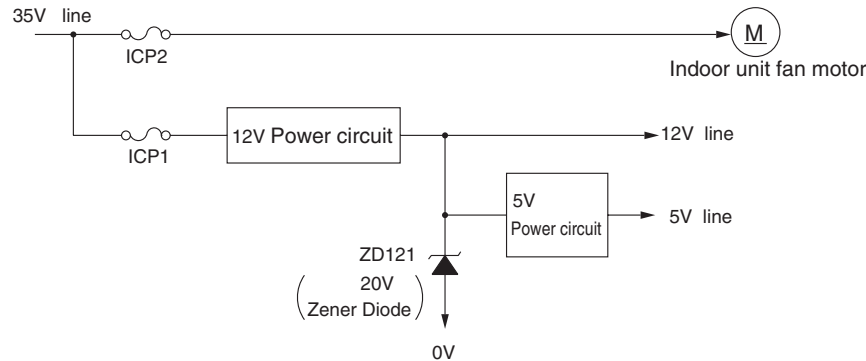 35V line
ICP2
M
Indoor unit fan motor
ICP1
12V Power circuit
12V line
5V
Power circuit
5V line
ZD121
20V
Zener Diode
0V